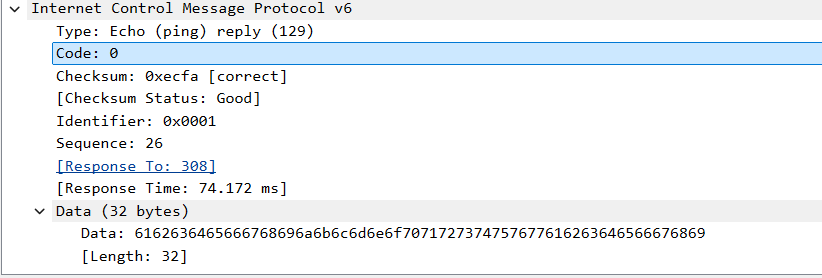 Internet Control Message Protocol v6
Type: Echo (ping) reply (129)
Code: 0
Checksum: 0xecfa [correct]
[Checksum Status: Good]
Identifier: 0x0001
Sequence: 26
[Response To: 308]
[Response Time: 74.172 ms]
Data (32 bytes)
Data: 6162636465666768696a6b6c6d6e6f7071727374757677616263646566676869
[Length: 32]